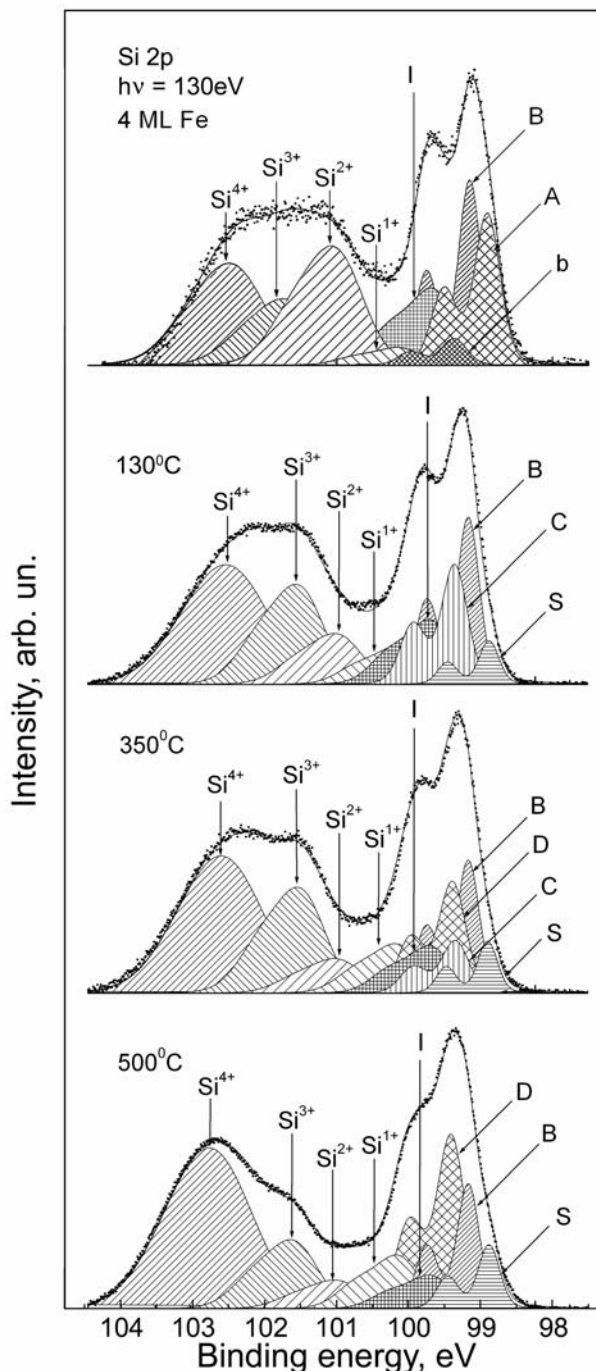 Si 2p
hν = 130eV
4 ML Fe
I
B
A
b
Si⁴⁺
Si³⁺
Si²⁺
Si¹⁺
130⁰C
I
B
C
S
Si⁴⁺
Si³⁺
Si²⁺
Si¹⁺
350⁰C
I
B
D
C
S
Si⁴⁺
Si³⁺
Si²⁺
Si¹⁺
500⁰C
I
D
B
S
Si⁴⁺
Si³⁺
Si²⁺
Si¹⁺
Intensity, arb. un.
104 103 102 101 100 99 98
Binding energy, eV